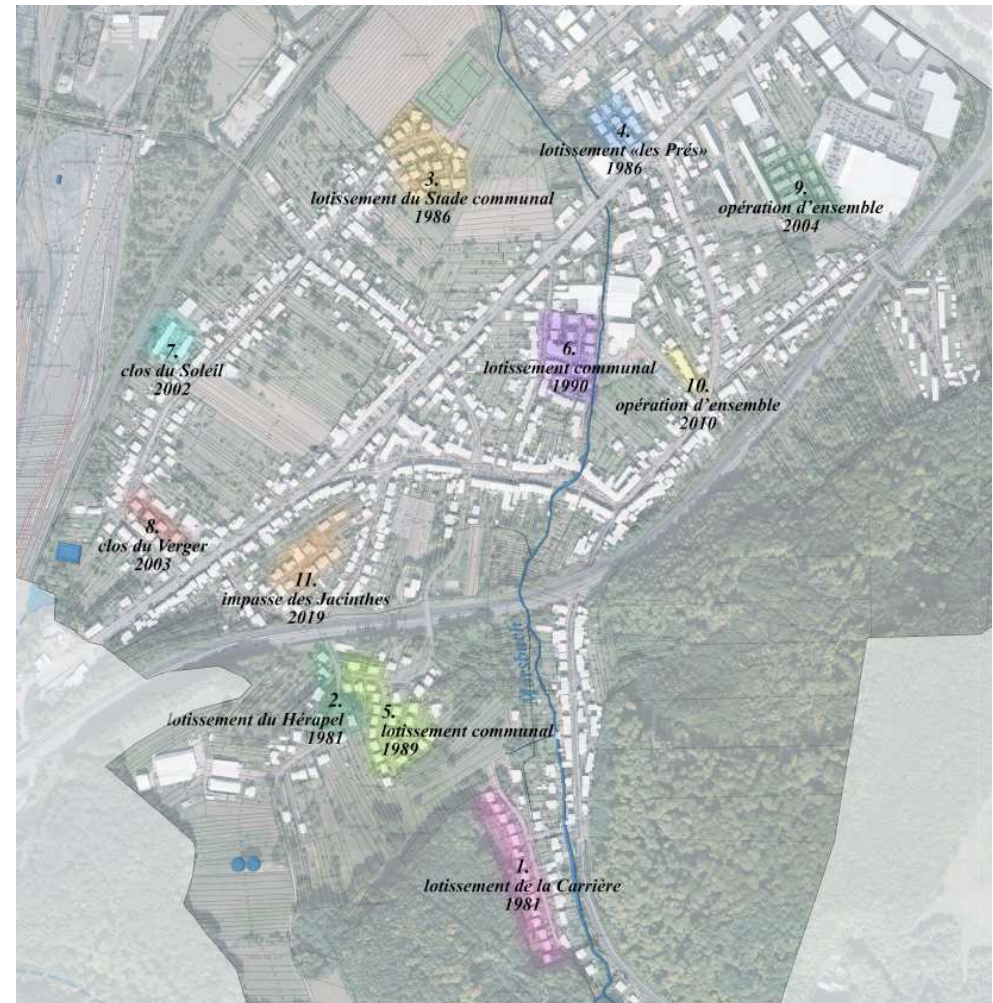 4.
lotissement «les Prés»
1986
3.
lotissement du Stade communal
1986
9.
opération d'ensemble
2004
7.
clos du Soleil
2002
6.
lotissement communal
1990
10.
opération d'ensemble
2010
8.
clos du Verger
2003
11.
impasse des Jacinthes
2019
2.
lotissement du Hérapel
1981
5.
lotissement communal
1989
1.
lotissement de la Carrière
1981